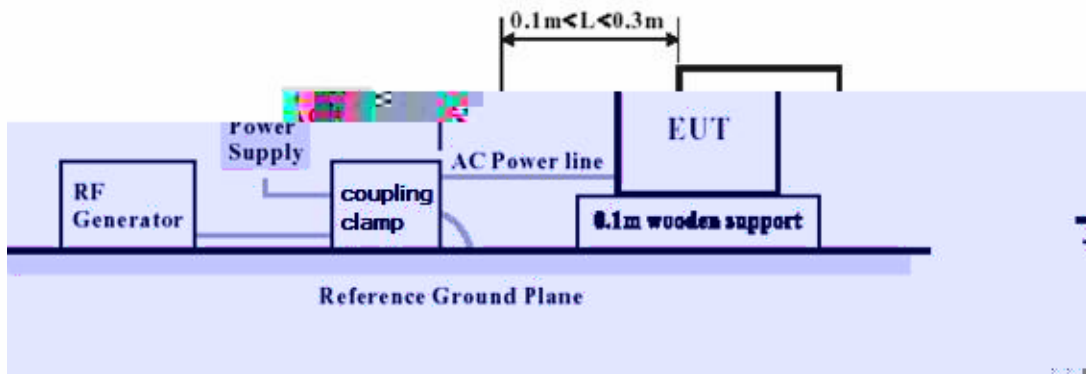 0.1m<L<0.3m
EUT
Power
Supply
AC Power line
RF
Generator
coupling
clamp
0.1m wooden support
Reference Ground Plane